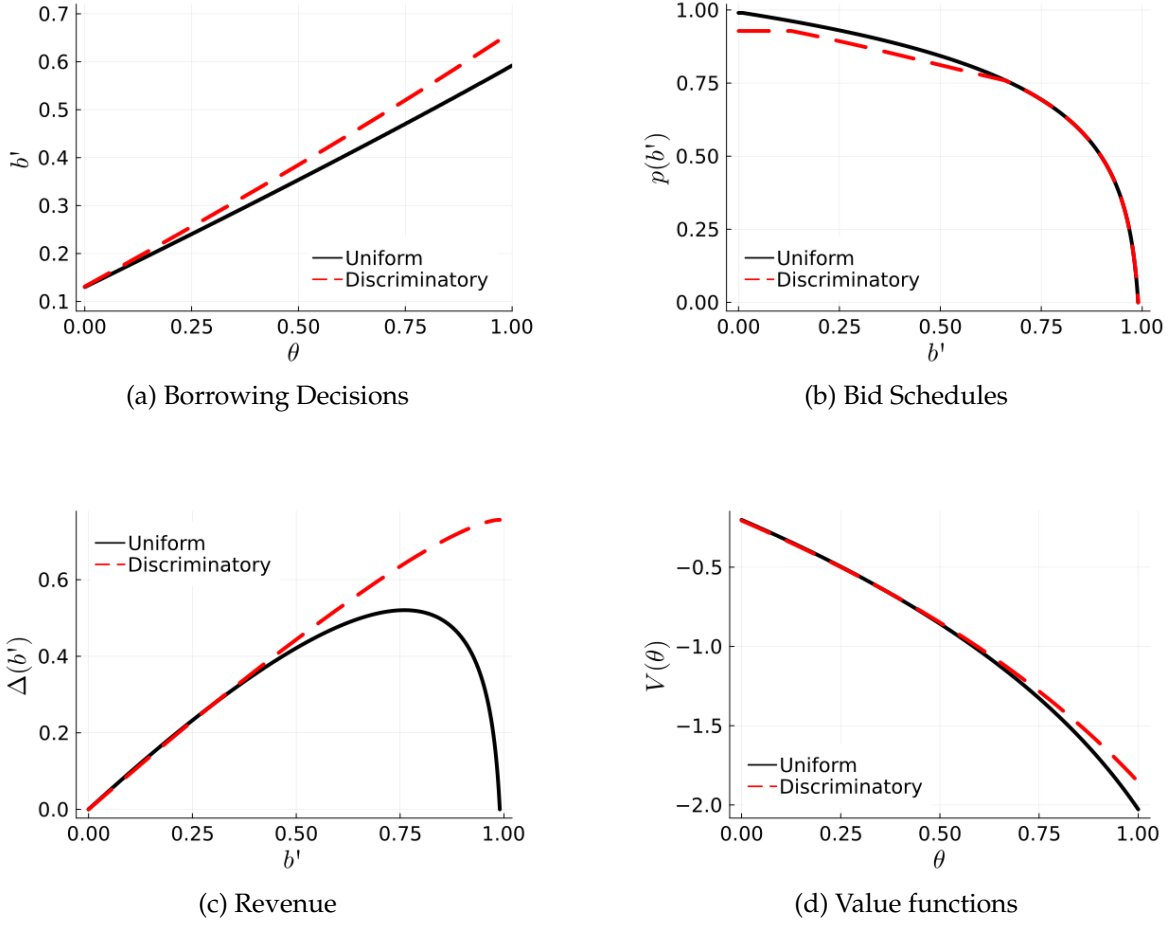 0.7
0.6
0.5
0.4
0.3
0.2
0.1
b'
0.00 0.25 0.50 0.75 1.00
θ
Uniform
Discriminatory
(a) Borrowing Decisions
1.00
0.75
0.50
0.25
0.00
p(b')
0.00 0.25 0.50 0.75 1.00
b'
Uniform
Discriminatory
(b) Bid Schedules
Uniform
Discriminatory
0.6
0.4
0.2
0.0
Δ(b')
0.00 0.25 0.50 0.75 1.00
b'
(c) Revenue
−0.5
−1.0
−1.5
−2.0
V(θ)
Uniform
Discriminatory
0.00 0.25 0.50 0.75 1.00
θ
(d) Value functions